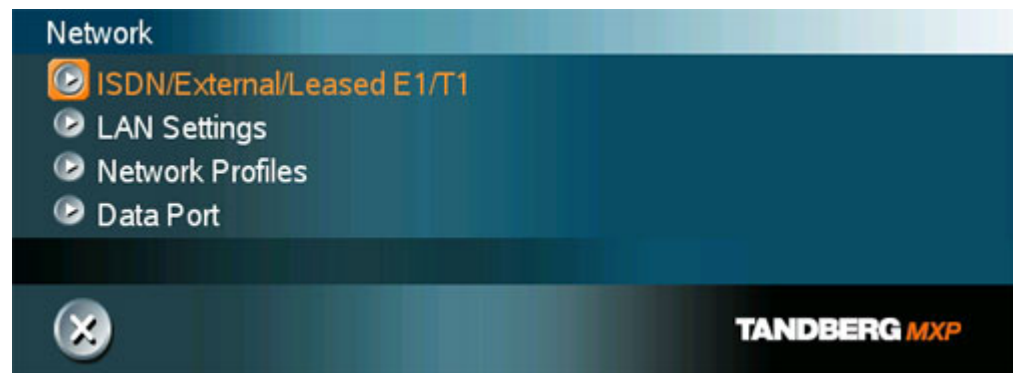 Network
ISDN/External/Leased E1/T1
LAN Settings
Network Profiles
Data Port
TANDBERG MXP